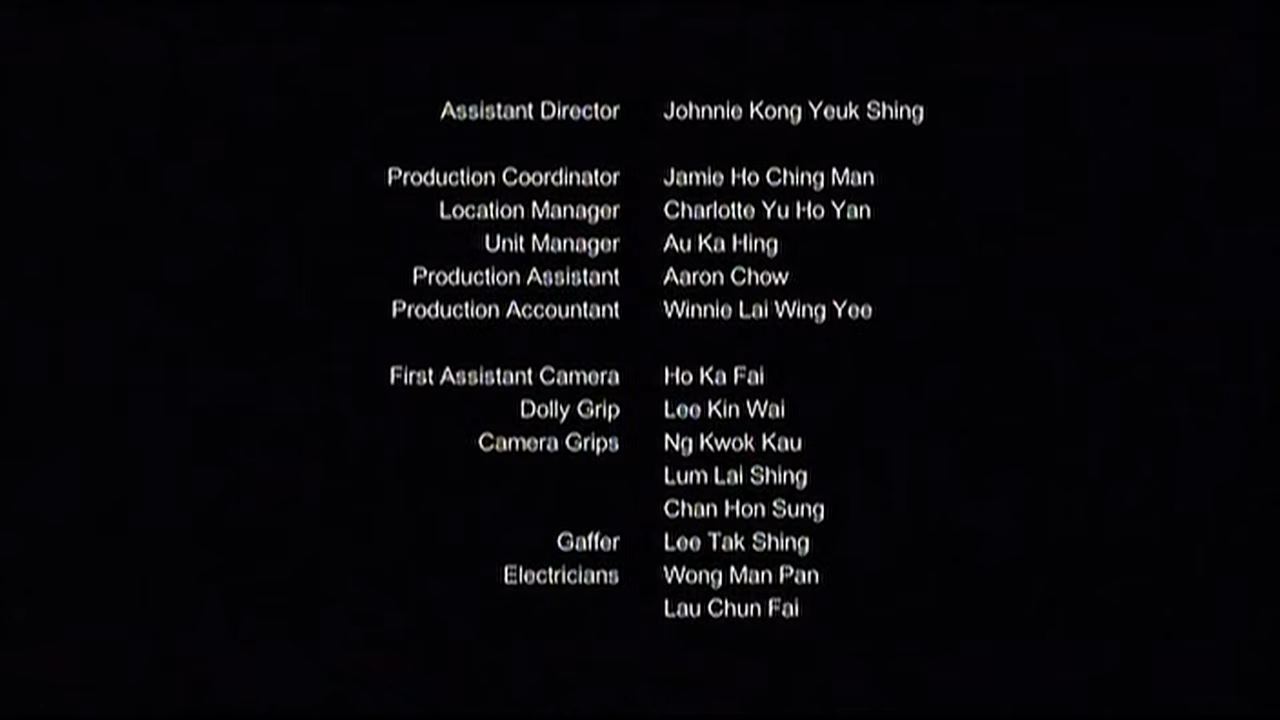 Assistant Director Johnnie Kong Yeuk Shing
Production Coordinator Jamie Ho Ching Man
Location Manager Charlotte Yu Ho Yan
Unit Manager Au Ka Hing
Production Assistant Aaron Chow
Production Accountant Winnie Lai Wing Yee
First Assistant Camera Ho Ka Fai
Dolly Grip Lee Kin Wai
Camera Grips Ng Kwok Kau
Lum Lai Shing
Chan Hon Sung
Gaffer Lee Tak Shing
Electricians Wong Man Pan
Lau Chun Fai